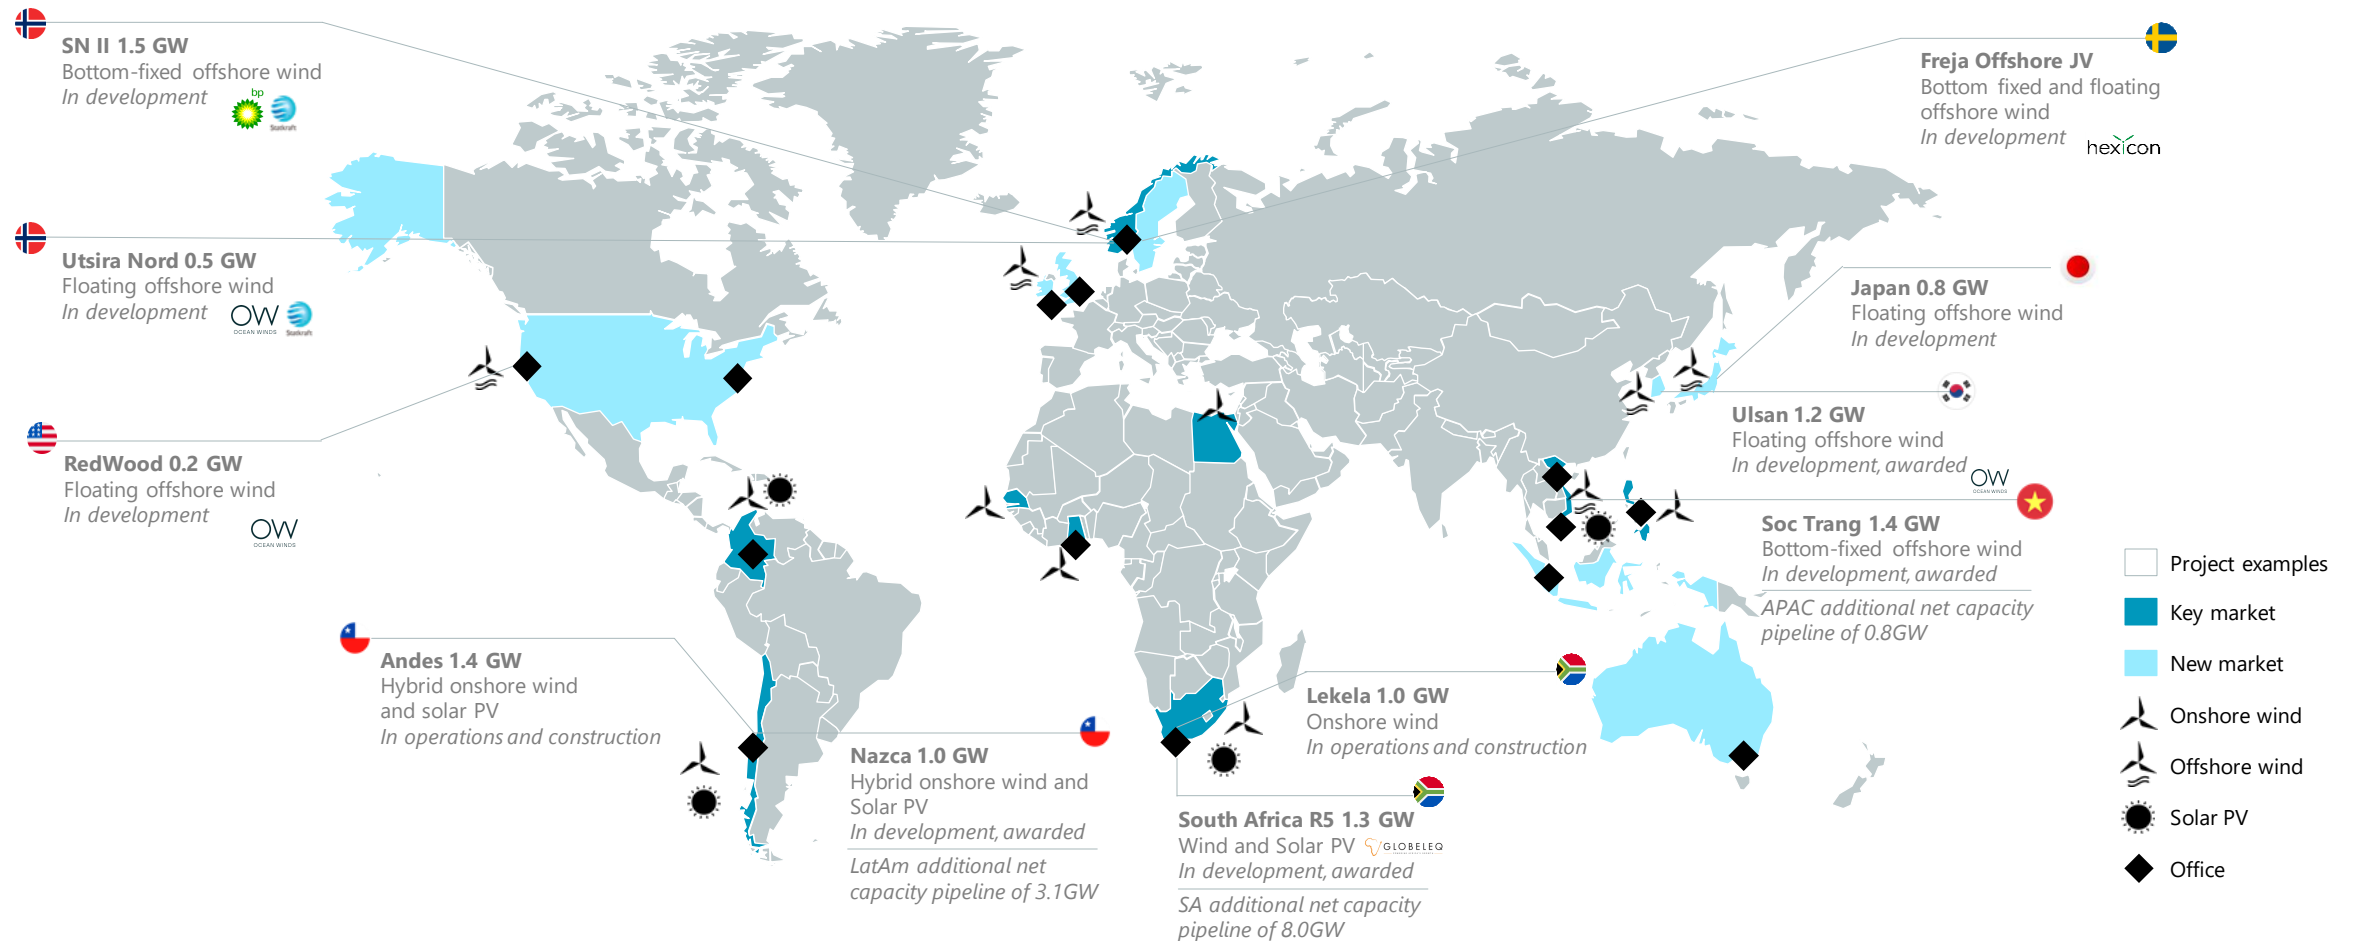 SN II 1.5 GW
Bottom-fixed offshore wind
In development
bp
Statkraft
Freja Offshore JV
Bottom fixed and floating
offshore wind
In development
hexicon
Utsira Nord 0.5 GW
Floating offshore wind
In development
OW
OCEAN WINDS
Statkraft
Japan 0.8 GW
Floating offshore wind
In development
RedWood 0.2 GW
Floating offshore wind
In development
OW
OCEAN WINDS
Ulsan 1.2 GW
Floating offshore wind
In development, awarded
OW
OCEAN WINDS
Soc Trang 1.4 GW
Bottom-fixed offshore wind
In development, awarded
APAC additional net capacity
pipeline of 0.8GW
Andes 1.4 GW
Hybrid onshore wind
and solar PV
In operations and construction
Nazca 1.0 GW
Hybrid onshore wind and
Solar PV
In development, awarded
LatAm additional net
capacity pipeline of 3.1GW
Lekela 1.0 GW
Onshore wind
In operations and construction
South Africa R5 1.3 GW
Wind and Solar PV
GLOBELEQ
In development, awarded
SA additional net capacity
pipeline of 8.0GW
Project examples
Key market
New market
Onshore wind
Offshore wind
Solar PV
Office